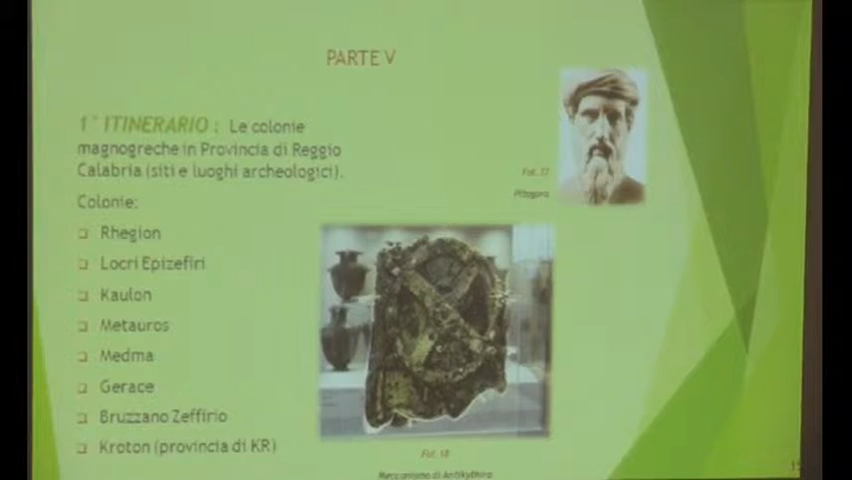 PARTE V
1° ITINERARIO : Le colonie
magnogreche in Provincia di Reggio
Calabria (siti e luoghi archeologici).
Colonie:
Rhegion
Locri Epizefiri
Kaulon
Metauros
Medma
Gerace
Bruzzano Zeffirio
Kroton (provincia di KR)
Fot. 17
Pitagora
Fot. 18
Meccanismo di Antikythira